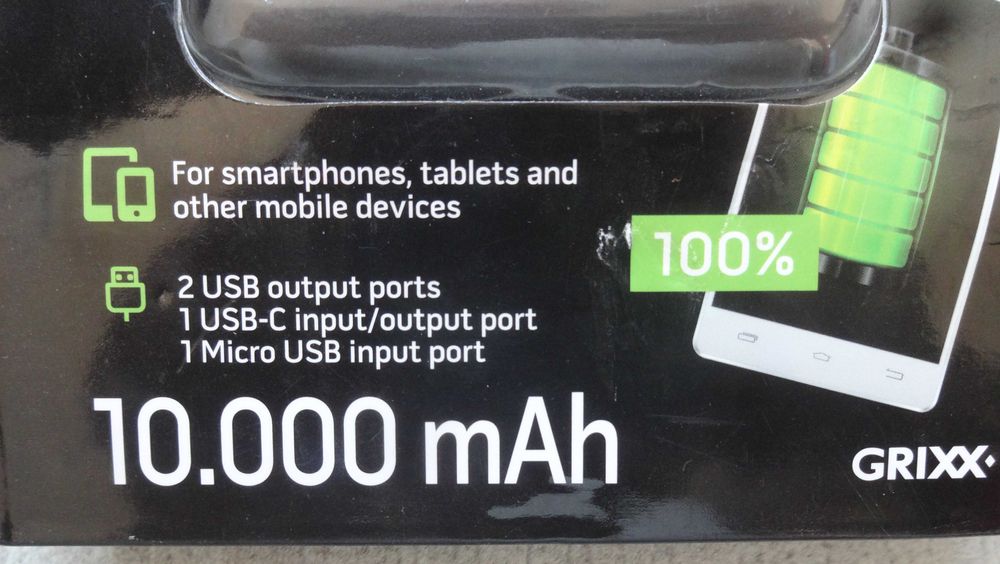 For smartphones, tablets and
other mobile devices
100%
2 USB output ports
1 USB-C input/output port
1 Micro USB input port
10.000 mAh
GRIXX